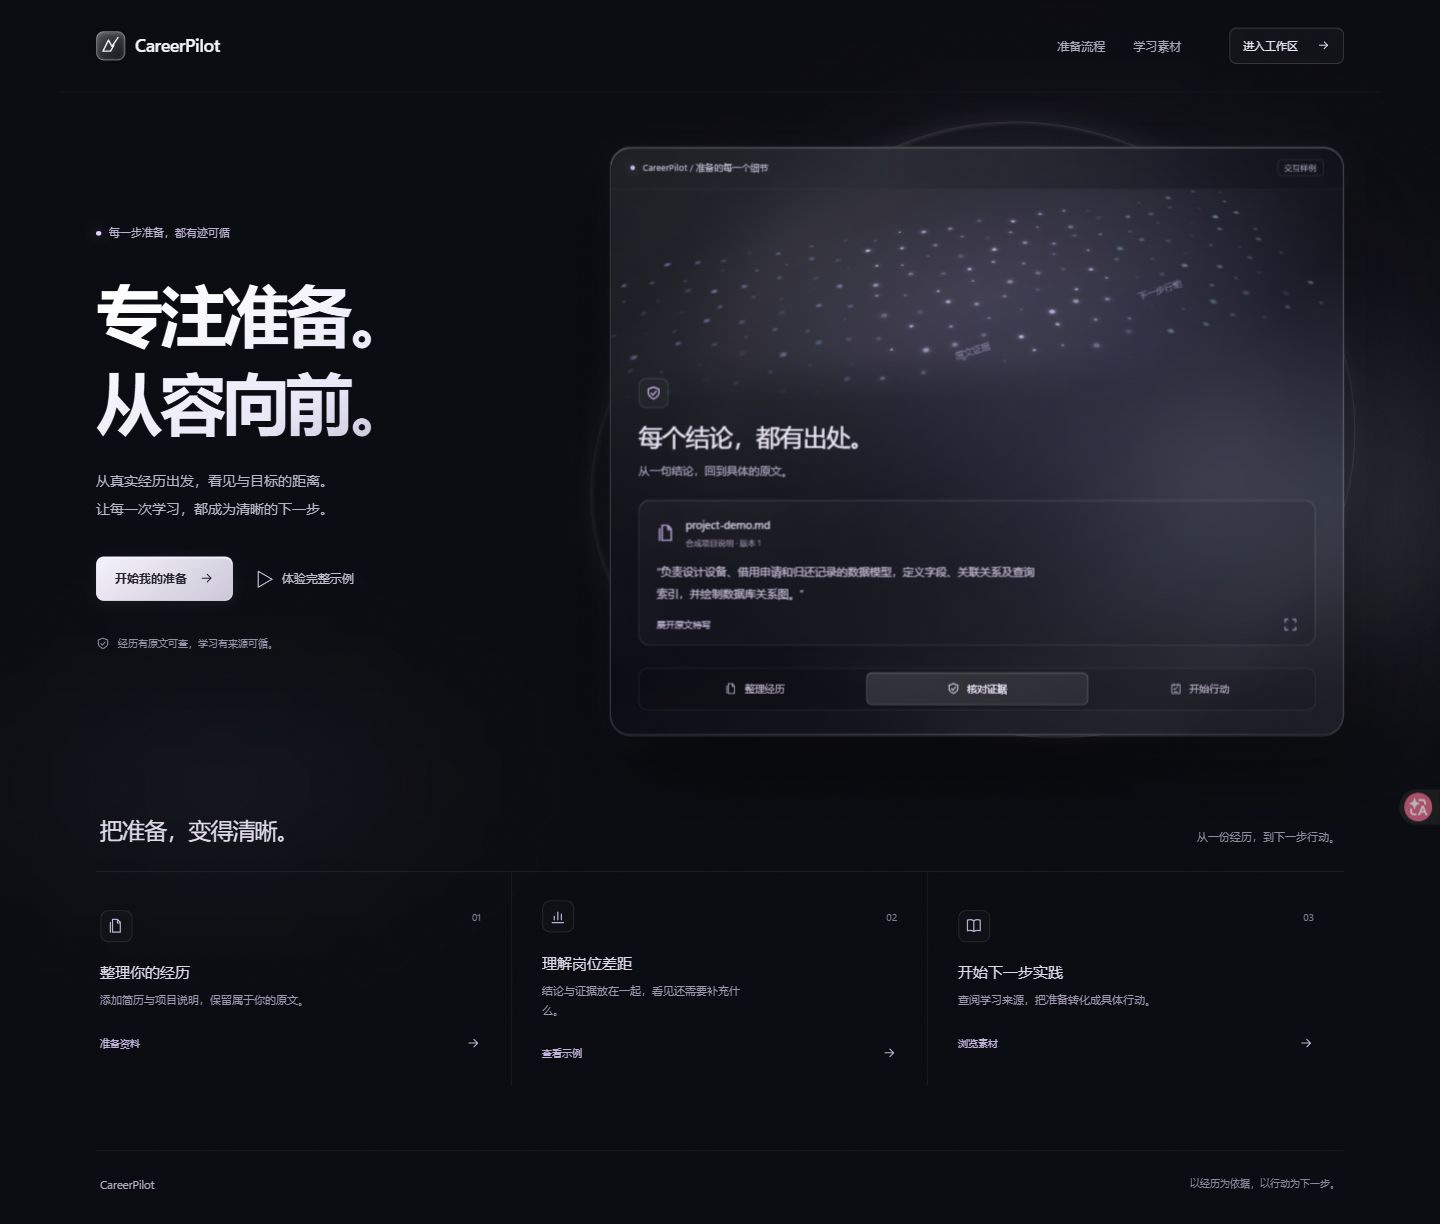 CareerPilot
准备流程
学习素材
进入工作区
每一步准备，都有迹可循
专注准备。
从容向前。
从真实经历出发，看见与目标的距离。
让每一次学习，都成为清晰的下一步。
开始我的准备
体验完整示例
经历有原文可查，学习有来源可循。
CareerPilot / 准备的每一个细节
交互样例
下一步行动
原文证据
每个结论，都有出处。
从一句结论，回到具体的原文。
project-demo.md
合成项目说明 · 版本 1
“负责设计设备、借用申请和归还记录的数据模型，定义字段、关联关系及查询
索引，并绘制数据库关系图。”
展开原文特写
整理经历
核对证据
开始行动
把准备，变得清晰。
从一份经历，到下一步行动。
01
整理你的经历
添加简历与项目说明，保留属于你的原文。
准备资料
02
理解岗位差距
结论与证据放在一起，看见还需要补充什
么。
查看示例
03
开始下一步实践
查阅学习来源，把准备转化成具体行动。
浏览素材
CareerPilot
以经历为依据，以行动为下一步。